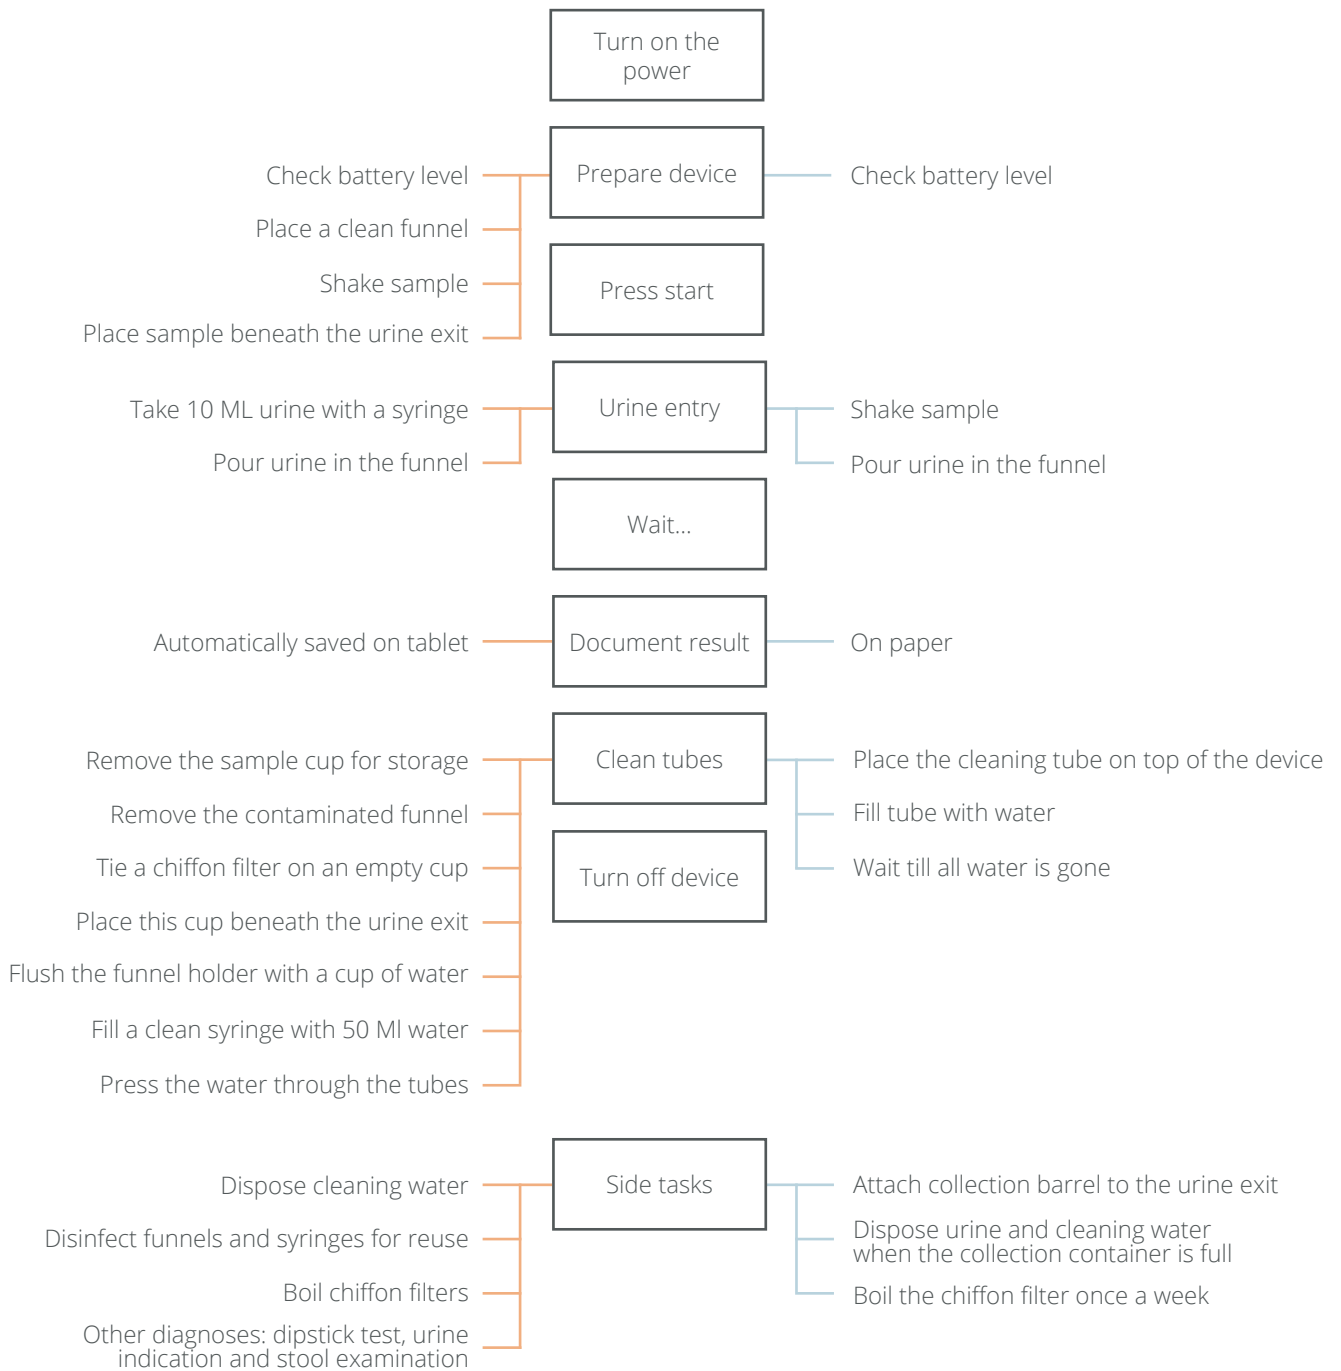 Turn on the
power
Check battery level
Prepare device
Check battery level
Place a clean funnel
Shake sample
Press start
Place sample beneath the urine exit
Take 10 ML urine with a syringe
Urine entry
Shake sample
Pour urine in the funnel
Pour urine in the funnel
Wait...
Automatically saved on tablet
Document result
On paper
Remove the sample cup for storage
Clean tubes
Place the cleaning tube on top of the device
Remove the contaminated funnel
Fill tube with water
Tie a chiffon filter on an empty cup
Turn off device
Wait till all water is gone
Place this cup beneath the urine exit
Flush the funnel holder with a cup of water
Fill a clean syringe with 50 Ml water
Press the water through the tubes
Dispose cleaning water
Side tasks
Attach collection barrel to the urine exit
Disinfect funnels and syringes for reuse
Dispose urine and cleaning water
when the collection container is full
Boil chiffon filters
Boil the chiffon filter once a week
Other diagnoses: dipstick test, urine
indication and stool examination